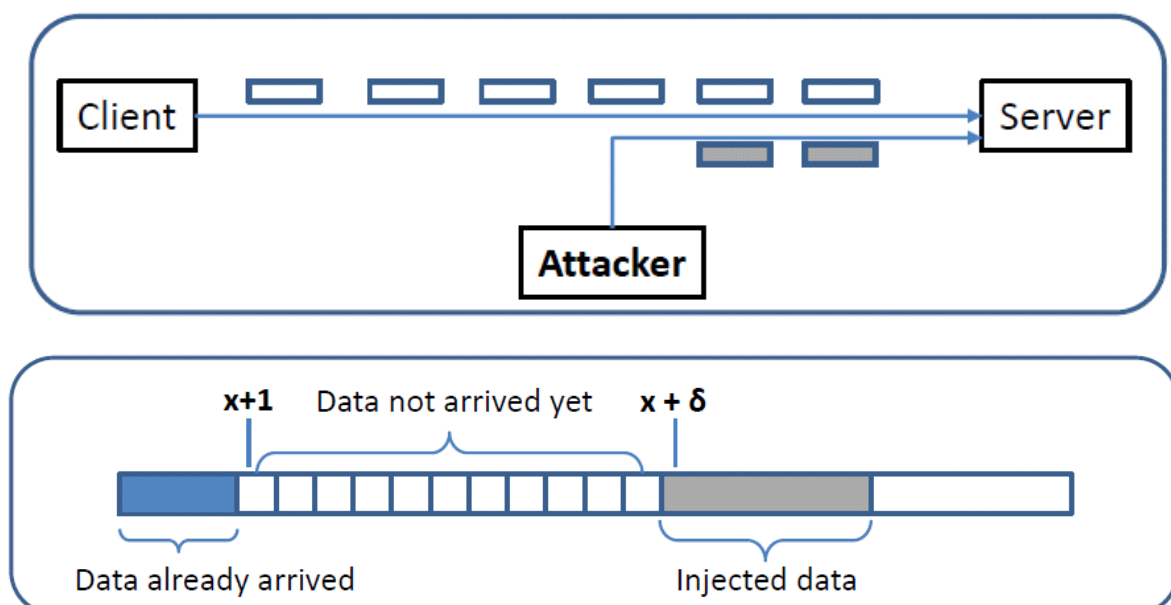 Client
Server
Attacker
x+1 Data not arrived yet x + δ
Data already arrived Injected data